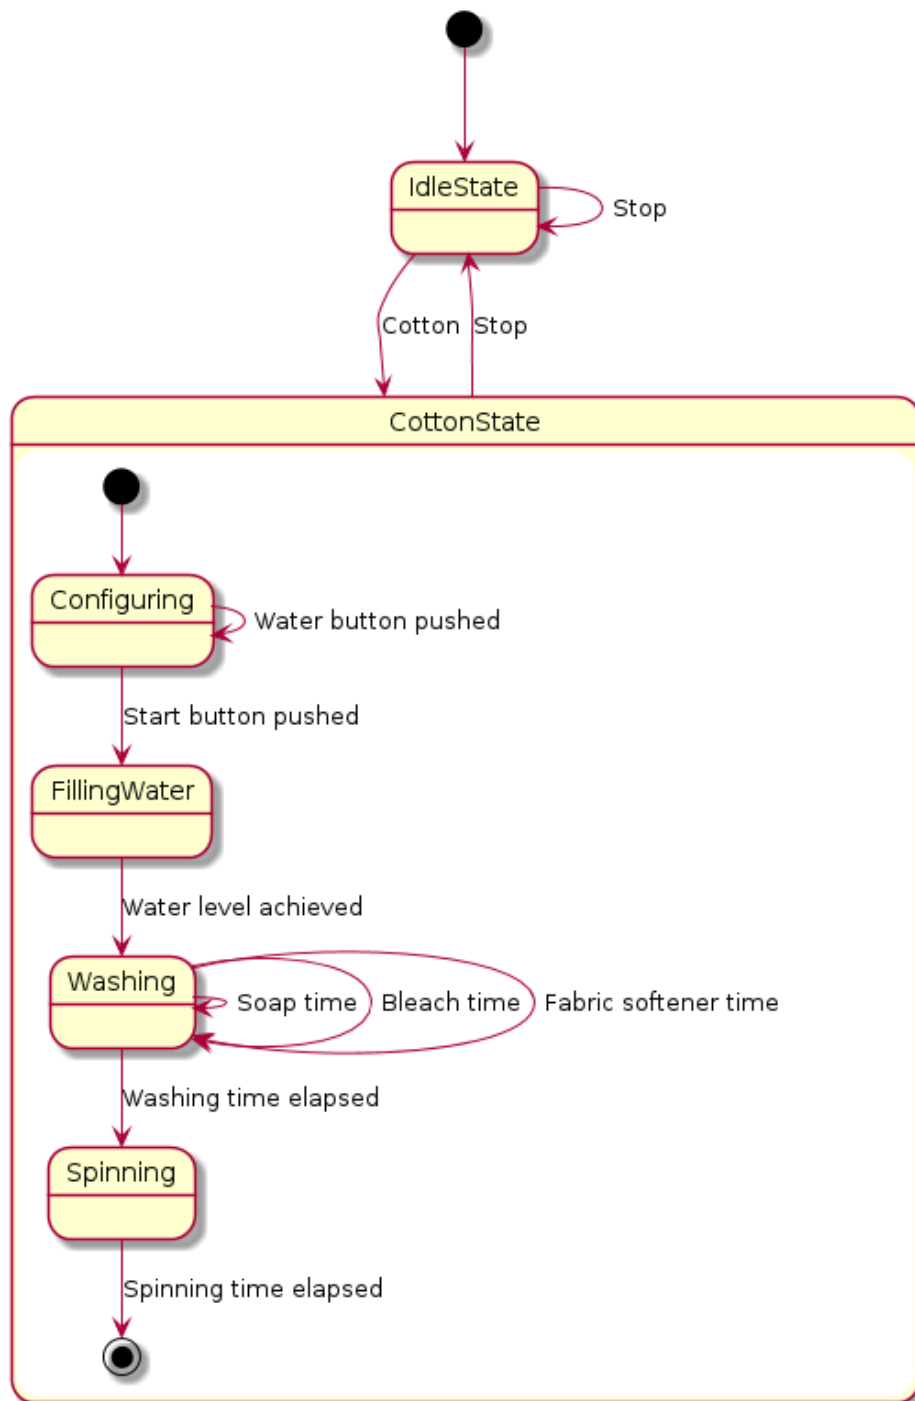 IdleState
Stop
Cotton
Stop
CottonState
Configuring
Water button pushed
Start button pushed
FillingWater
Water level achieved
Washing
Soap time
Bleach time
Fabric softener time
Washing time elapsed
Spinning
Spinning time elapsed